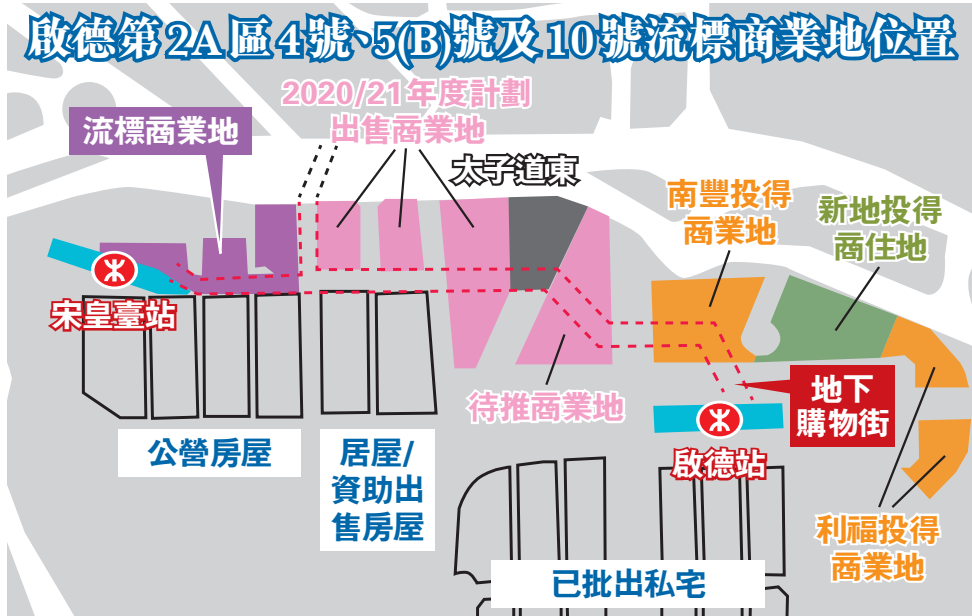 啟德第2A區4號、5(B)號及10號流標商業地位置
2020/21年度計劃
出售商業地
流標商業地
太子道東
南豐投得
商業地
新地投得
商住地
宋皇臺站
待推商業地
地下
購物街
啟德站
公營房屋
居屋/
資助出
售房屋
利福投得
商業地
已批出私宅